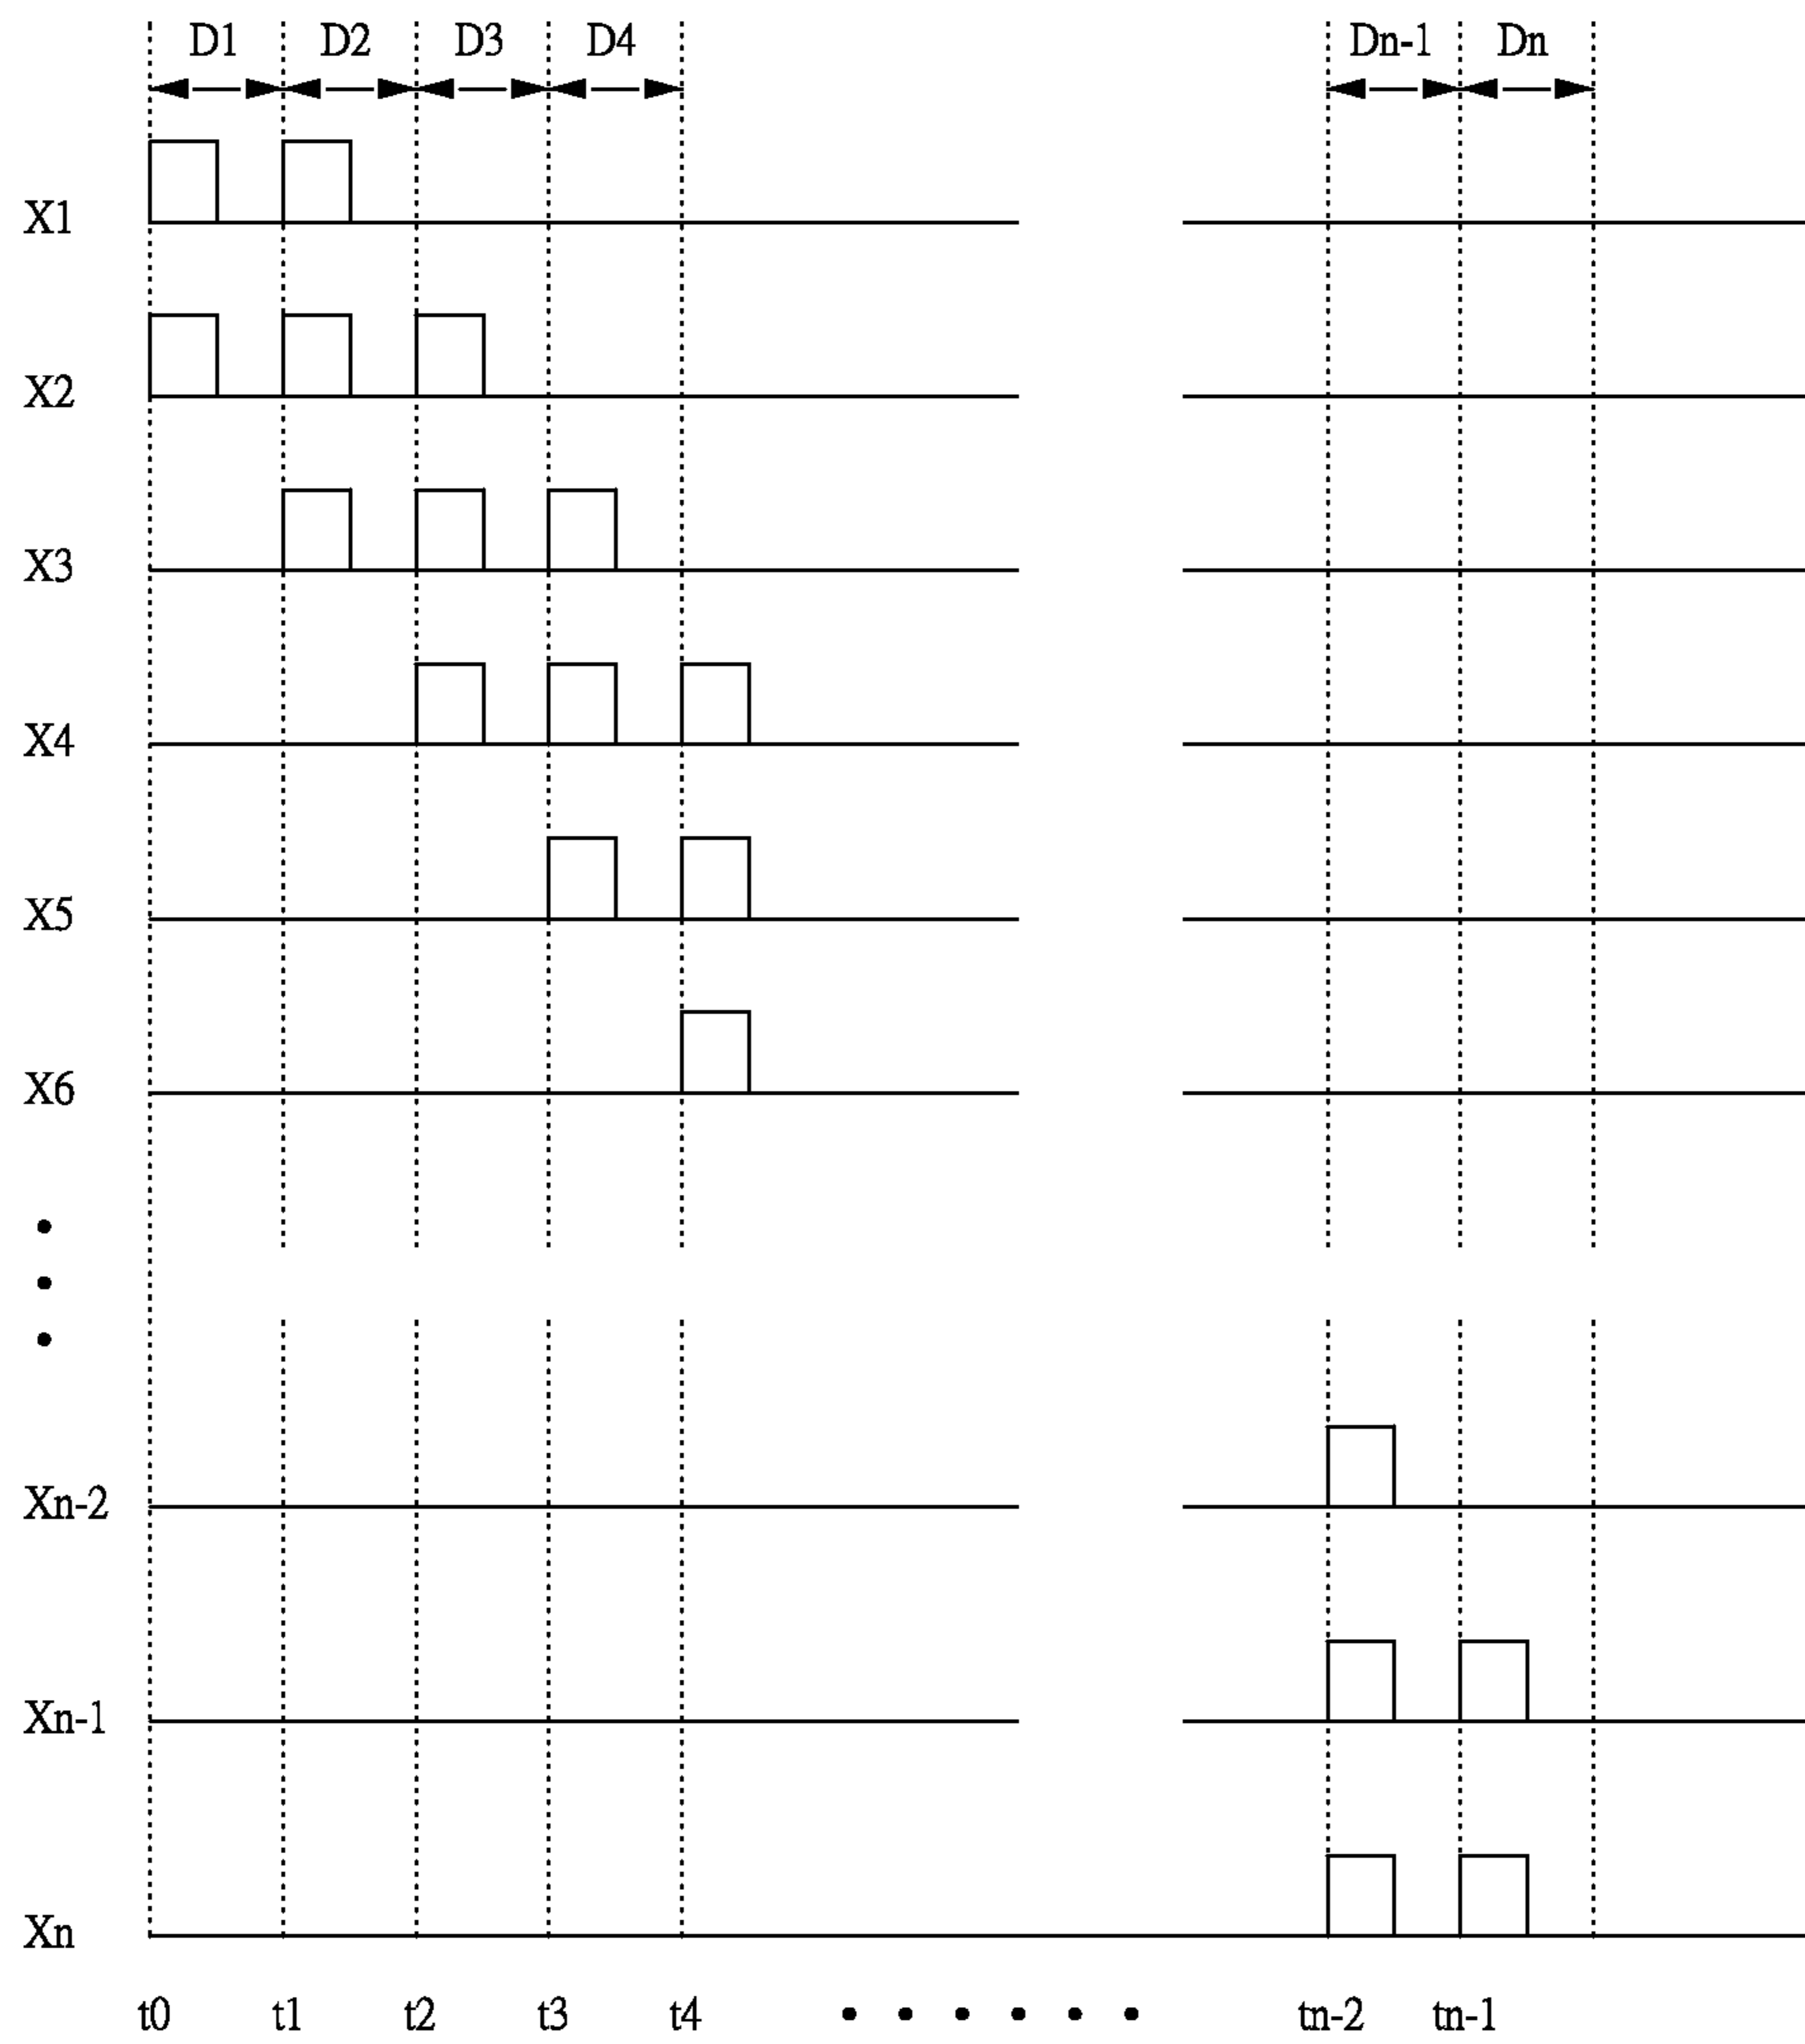 D1 D2 D3 D4 Dn-1 Dn
X1
X2
X3
X4
X5
X6
Xn-2
Xn-1
Xn
t0 t1 t2 t3 t4 tn-2 tn-1